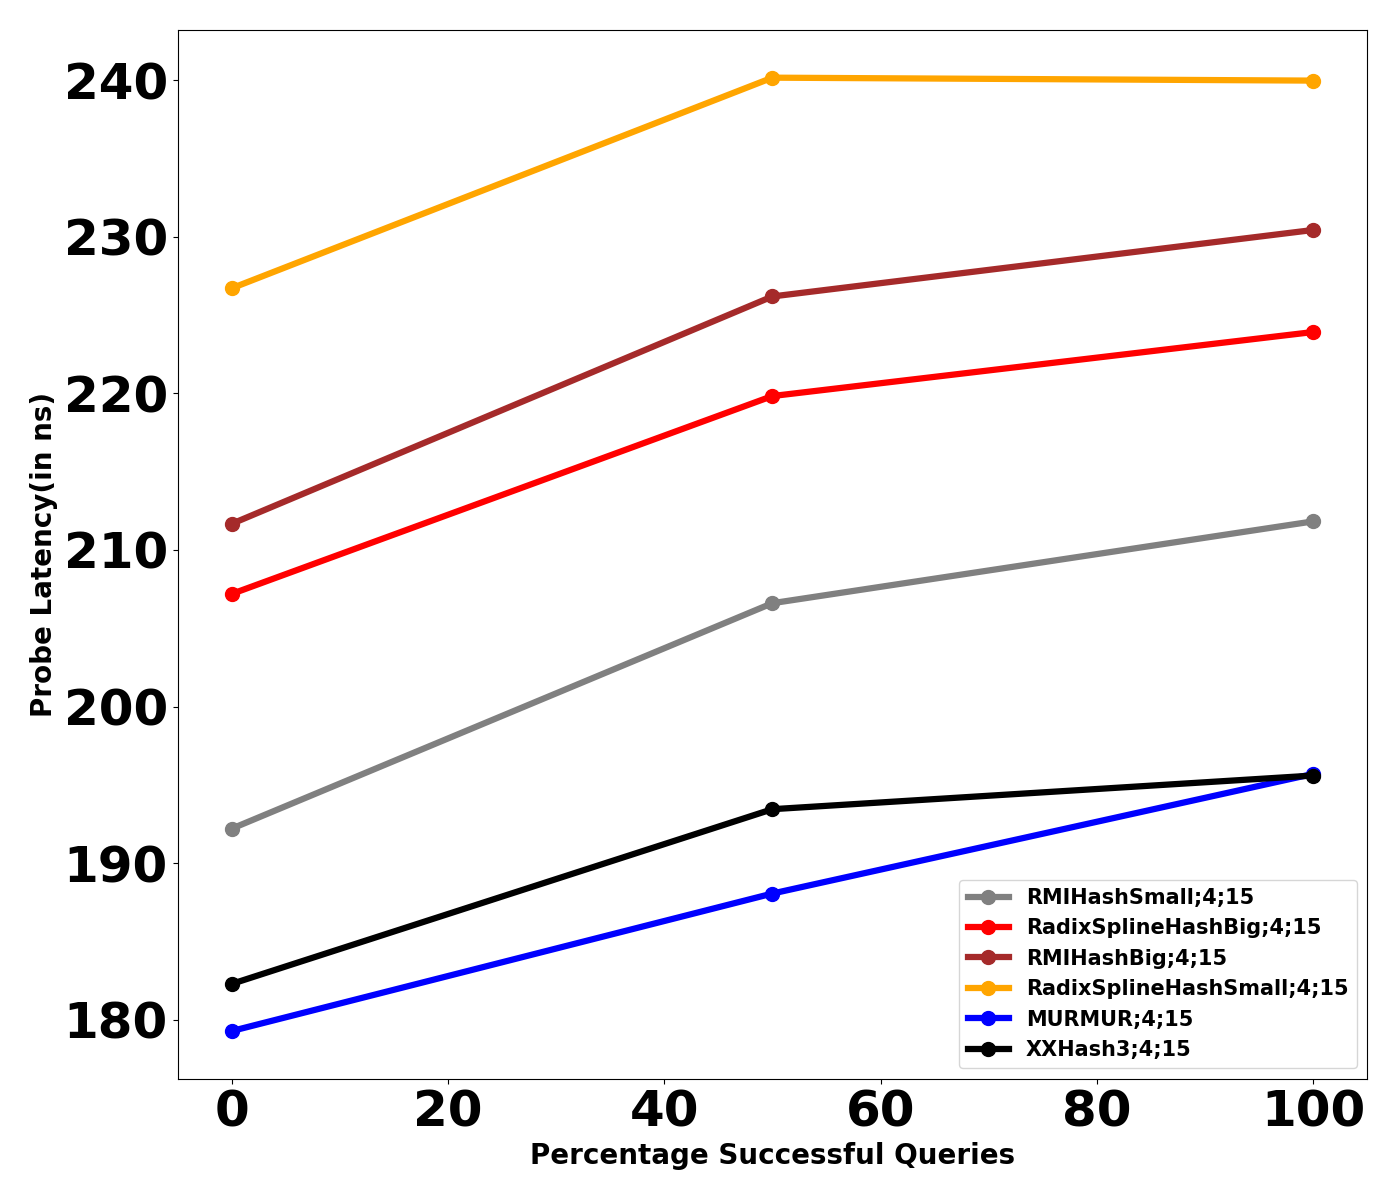 240
230
220
210
200
190
180
Probe Latency(in ns)
RMIHashSmall;4;15
RadixSplineHashBig;4;15
RMIHashBig;4;15
RadixSplineHashSmall;4;15
MURMUR;4;15
XXHash3;4;15
0 20 40 60 80 100
Percentage Successful Queries